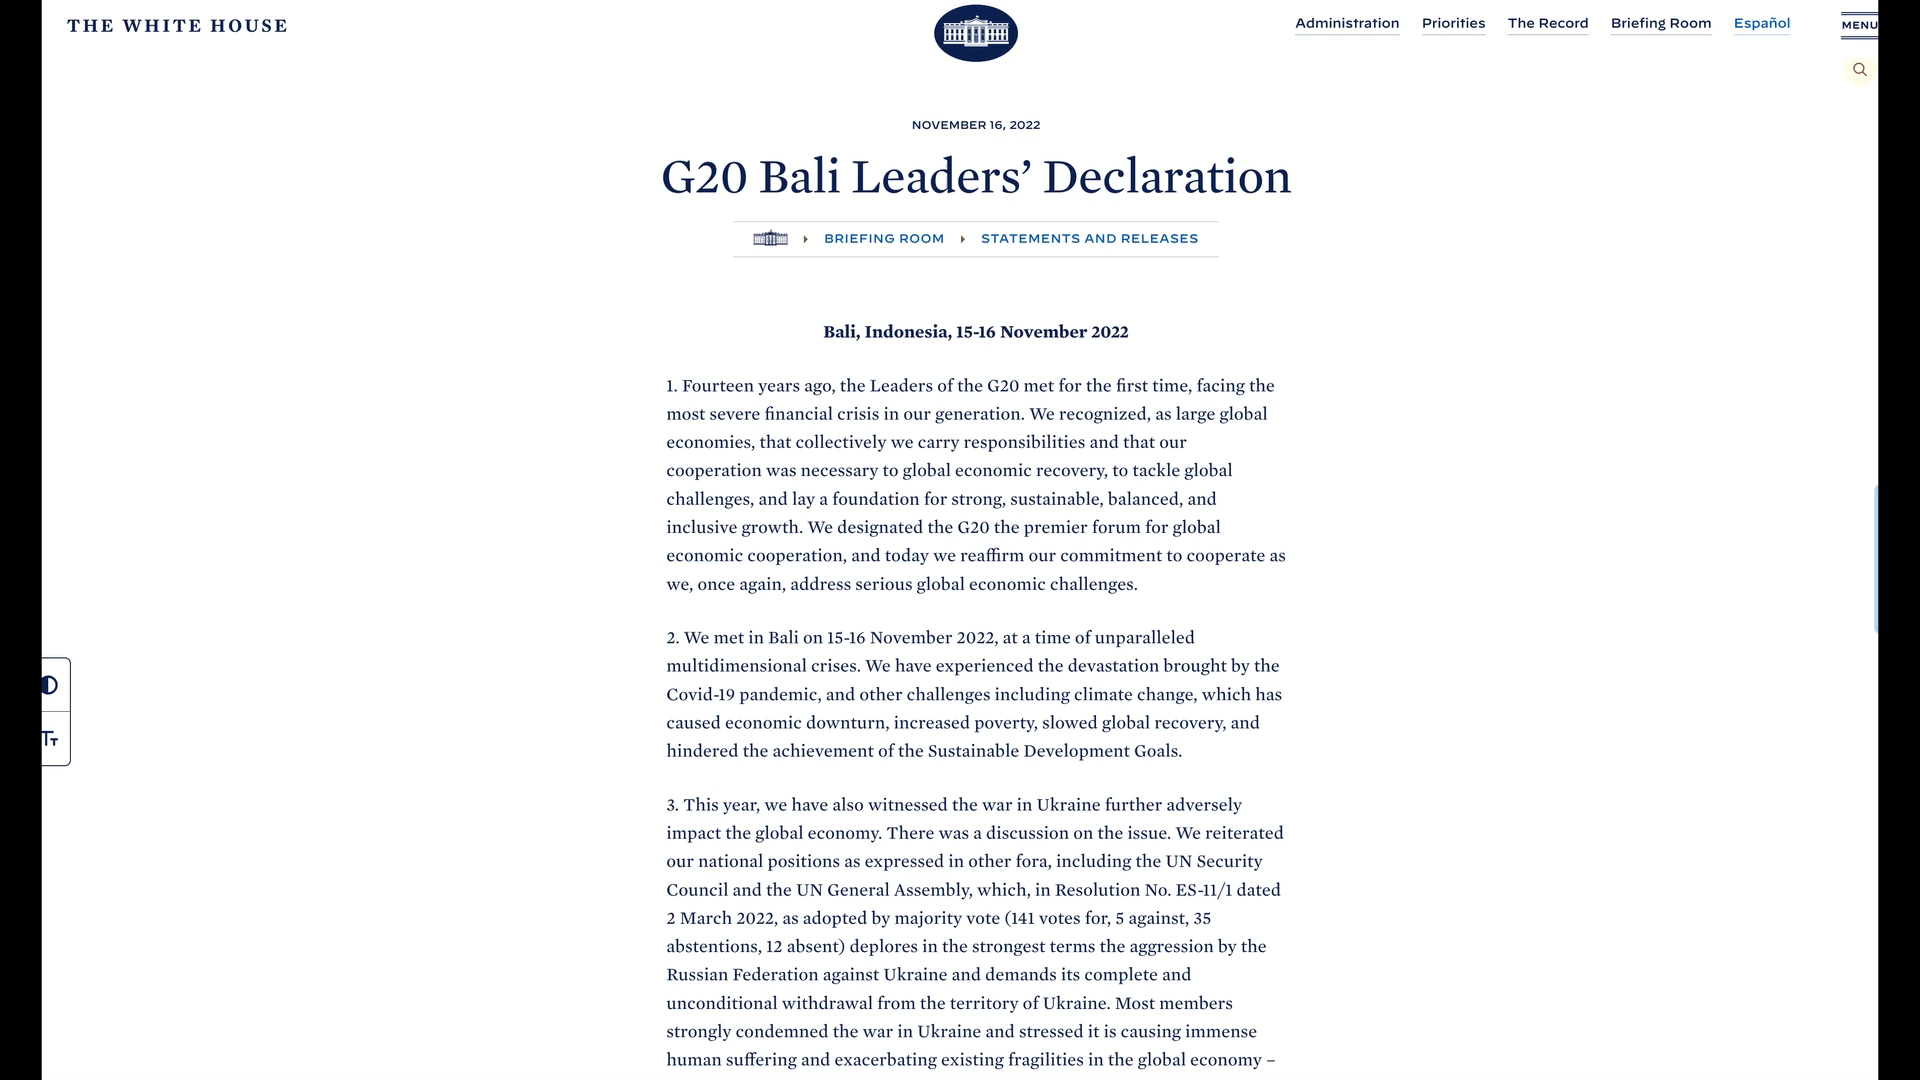 THE WHITE HOUSE
Administration Priorities The Record Briefing Room Español MENU
NOVEMBER 16, 2022
G20 Bali Leaders’ Declaration
BRIEFING ROOM STATEMENTS AND RELEASES
Bali, Indonesia, 15-16 November 2022
1. Fourteen years ago, the Leaders of the G20 met for the first time, facing the
most severe financial crisis in our generation. We recognized, as large global
economies, that collectively we carry responsibilities and that our
cooperation was necessary to global economic recovery, to tackle global
challenges, and lay a foundation for strong, sustainable, balanced, and
inclusive growth. We designated the G20 the premier forum for global
economic cooperation, and today we reaffirm our commitment to cooperate as
we, once again, address serious global economic challenges.
2. We met in Bali on 15-16 November 2022, at a time of unparalleled
multidimensional crises. We have experienced the devastation brought by the
Covid-19 pandemic, and other challenges including climate change, which has
caused economic downturn, increased poverty, slowed global recovery, and
hindered the achievement of the Sustainable Development Goals.
Tт
3. This year, we have also witnessed the war in Ukraine further adversely
impact the global economy. There was a discussion on the issue. We reiterated
our national positions as expressed in other fora, including the UN Security
Council and the UN General Assembly, which, in Resolution No. ES-11/1 dated
2 March 2022, as adopted by majority vote (141 votes for, 5 against, 35
abstentions, 12 absent) deplores in the strongest terms the aggression by the
Russian Federation against Ukraine and demands its complete and
unconditional withdrawal from the territory of Ukraine. Most members
strongly condemned the war in Ukraine and stressed it is causing immense
human suffering and exacerbating existing fragilities in the global economy –